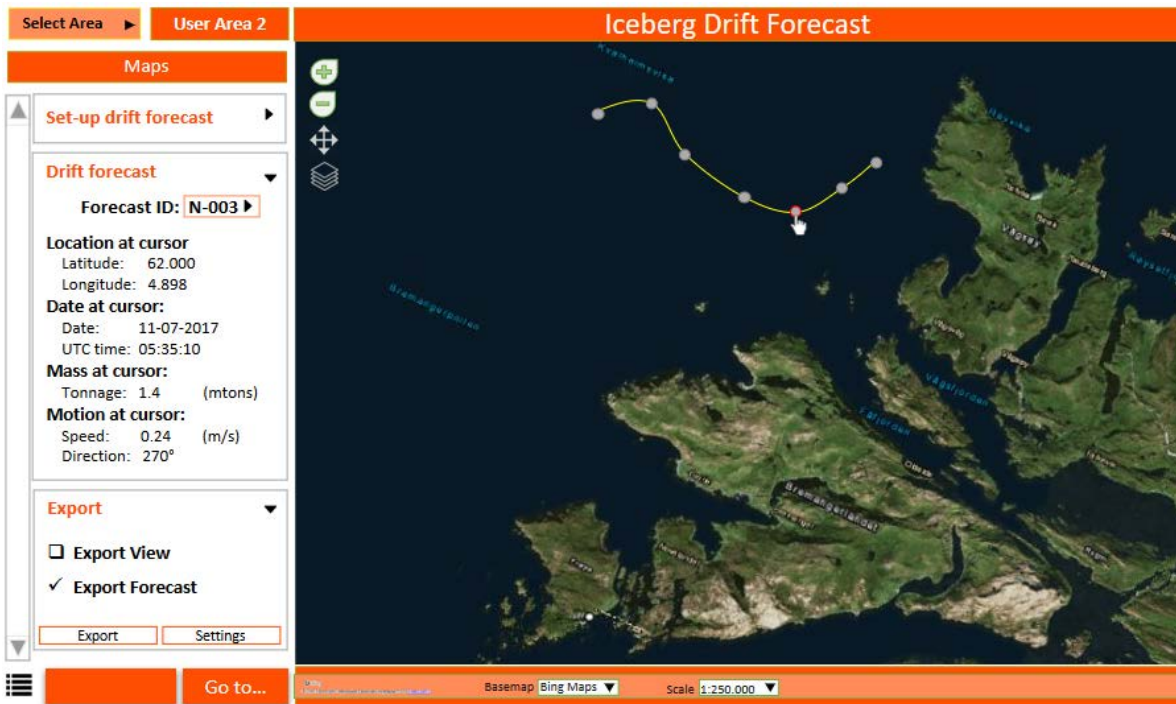 Select Area
User Area 2
Iceberg Drift Forecast
Maps
Set-up drift forecast
Drift forecast
Forecast ID: N-003
Location at cursor
Latitude: 62.000
Longitude: 4.898
Date at cursor:
Date: 11-07-2017
UTC time: 05:35:10
Mass at cursor:
Tonnage: 1.4 (mtons)
Motion at cursor:
Speed: 0.24 (m/s)
Direction: 270°
Export
Export View
✓ Export Forecast
Export Settings
Go to...
Basemap Bing Maps Scale 1:250.000
Vågsøy
Vågsfjorden
Bremangerlandet